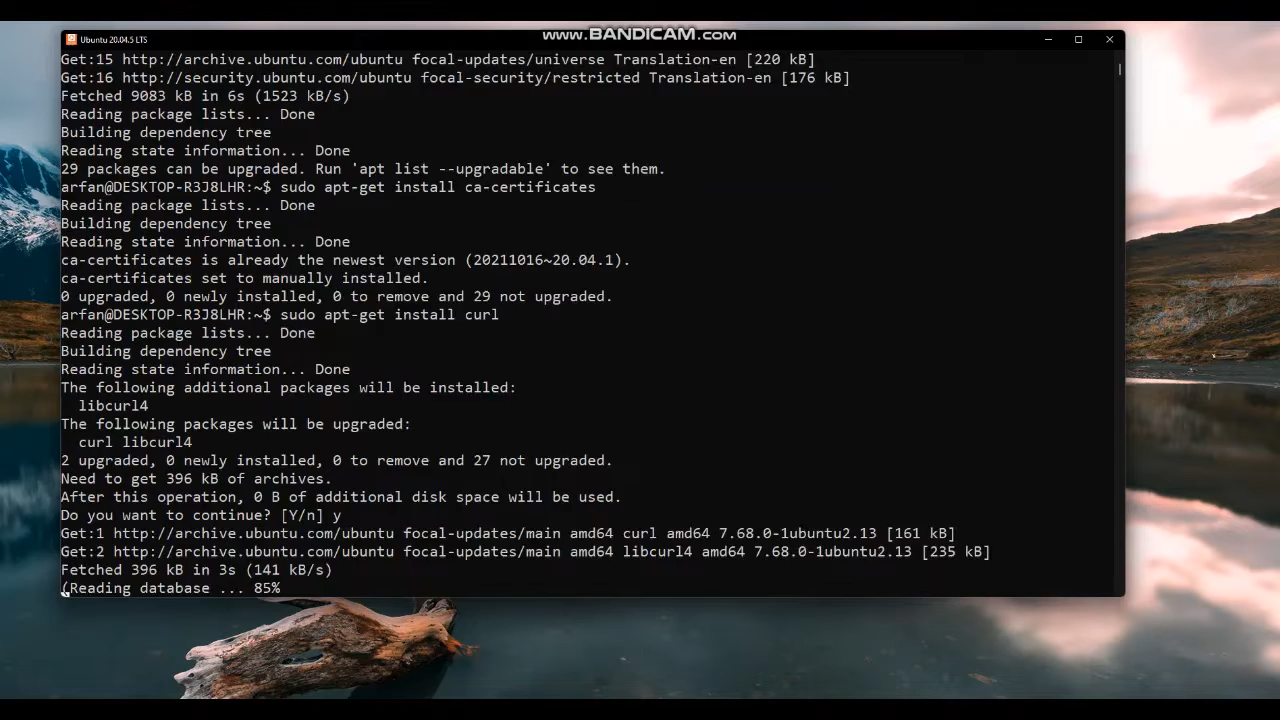 www.BANDICAM.com
Ubuntu 20.04.5 LTS
Get:15 http://archive.ubuntu.com/ubuntu focal-updates/universe Translation-en [220 kB]
Get:16 http://security.ubuntu.com/ubuntu focal-security/restricted Translation-en [176 kB]
Fetched 9083 kB in 6s (1523 kB/s)
Reading package lists... Done
Building dependency tree
Reading state information... Done
29 packages can be upgraded. Run 'apt list --upgradable' to see them.
arfan@DESKTOP-R3J8LHR:~$ sudo apt-get install ca-certificates
Reading package lists... Done
Building dependency tree
Reading state information... Done
ca-certificates is already the newest version (20211016~20.04.1).
ca-certificates set to manually installed.
0 upgraded, 0 newly installed, 0 to remove and 29 not upgraded.
arfan@DESKTOP-R3J8LHR:~$ sudo apt-get install curl
Reading package lists... Done
Building dependency tree
Reading state information... Done
The following additional packages will be installed:
  libcurl4
The following packages will be upgraded:
  curl libcurl4
2 upgraded, 0 newly installed, 0 to remove and 27 not upgraded.
Need to get 396 kB of archives.
After this operation, 0 B of additional disk space will be used.
Do you want to continue? [Y/n] y
Get:1 http://archive.ubuntu.com/ubuntu focal-updates/main amd64 curl amd64 7.68.0-1ubuntu2.13 [161 kB]
Get:2 http://archive.ubuntu.com/ubuntu focal-updates/main amd64 libcurl4 amd64 7.68.0-1ubuntu2.13 [235 kB]
Fetched 396 kB in 3s (141 kB/s)
(Reading database ... 85%